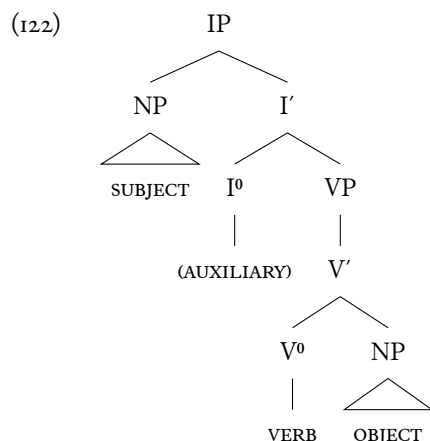 (122) IP
NP I′
SUBJECT I⁰ VP
(AUXILIARY) V′
V⁰ NP
VERB OBJECT